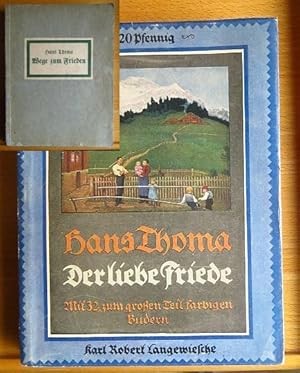 Hans Thoma
Wege zum Frieden
20 Pfennig
Hans Thoma
Der liebe Friede
Mit 32 zum großen Teil farbigen
Bildern
Karl Robert Langewiesche